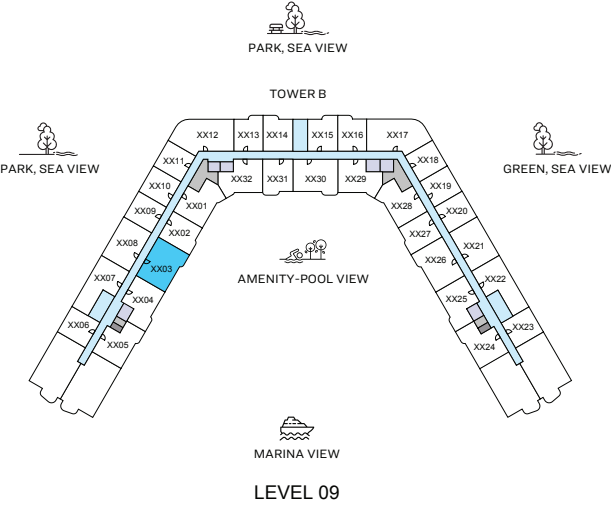 PARK, SEA VIEW
TOWER B
PARK, SEA VIEW
GREEN, SEA VIEW
XX12
XX13
XX14
XX15
XX16
XX17
XX11
XX18
XX10
XX32
XX31
XX30
XX29
XX19
XX09
XX01
XX28
XX20
XX08
XX02
XX27
XX21
XX07
XX03
XX26
XX22
XX06
XX04
XX25
XX23
XX05
XX24
AMENITY-POOL VIEW
MARINA VIEW
LEVEL 09